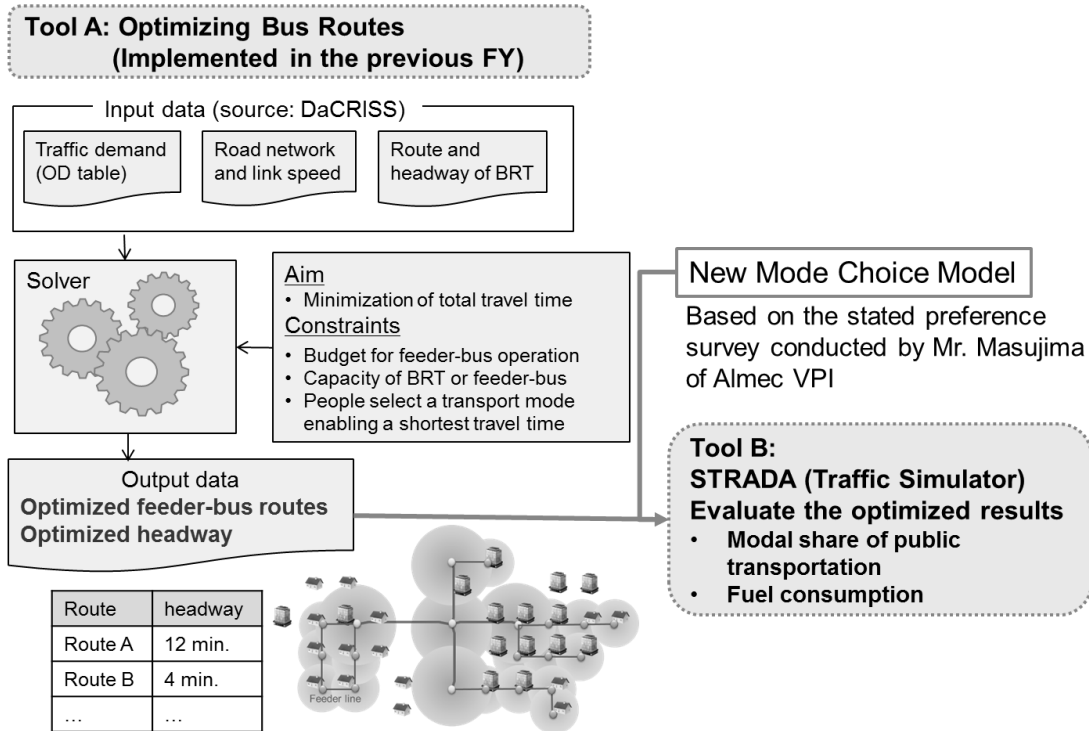 Tool A: Optimizing Bus Routes
(Implemented in the previous FY)
Input data (source: DaCRISS)
Traffic demand
(OD table)
Road network
and link speed
Route and
headway of BRT
Solver
Aim
• Minimization of total travel time
Constraints
• Budget for feeder-bus operation
• Capacity of BRT or feeder-bus
• People select a transport mode
enabling a shortest travel time
New Mode Choice Model
Based on the stated preference
survey conducted by Mr. Masujima
of Almec VPI
Output data
Optimized feeder-bus routes
Optimized headway
Tool B:
STRADA (Traffic Simulator)
Evaluate the optimized results
• Modal share of public
transportation
• Fuel consumption
Route headway
Route A 12 min.
Route B 4 min.
… …
Feeder line